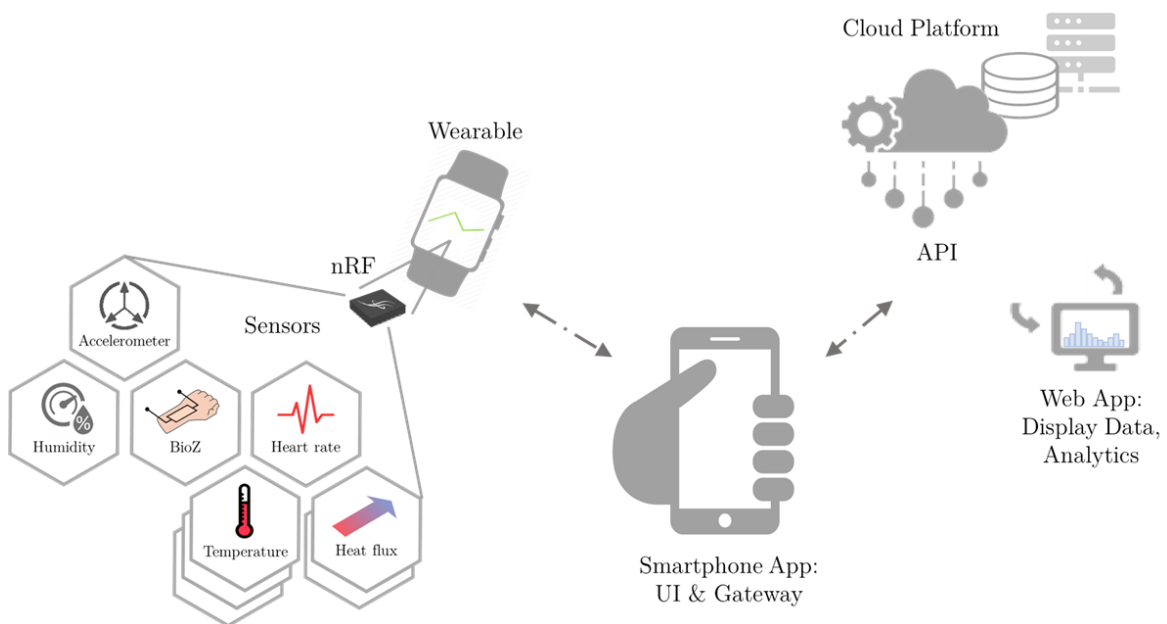 Cloud Platform
Wearable
API
nRF
Sensors
Accelerometer
Humidity
%
BioZ
Heart rate
Temperature
Heat flux
Smartphone App:
UI & Gateway
Web App:
Display Data,
Analytics